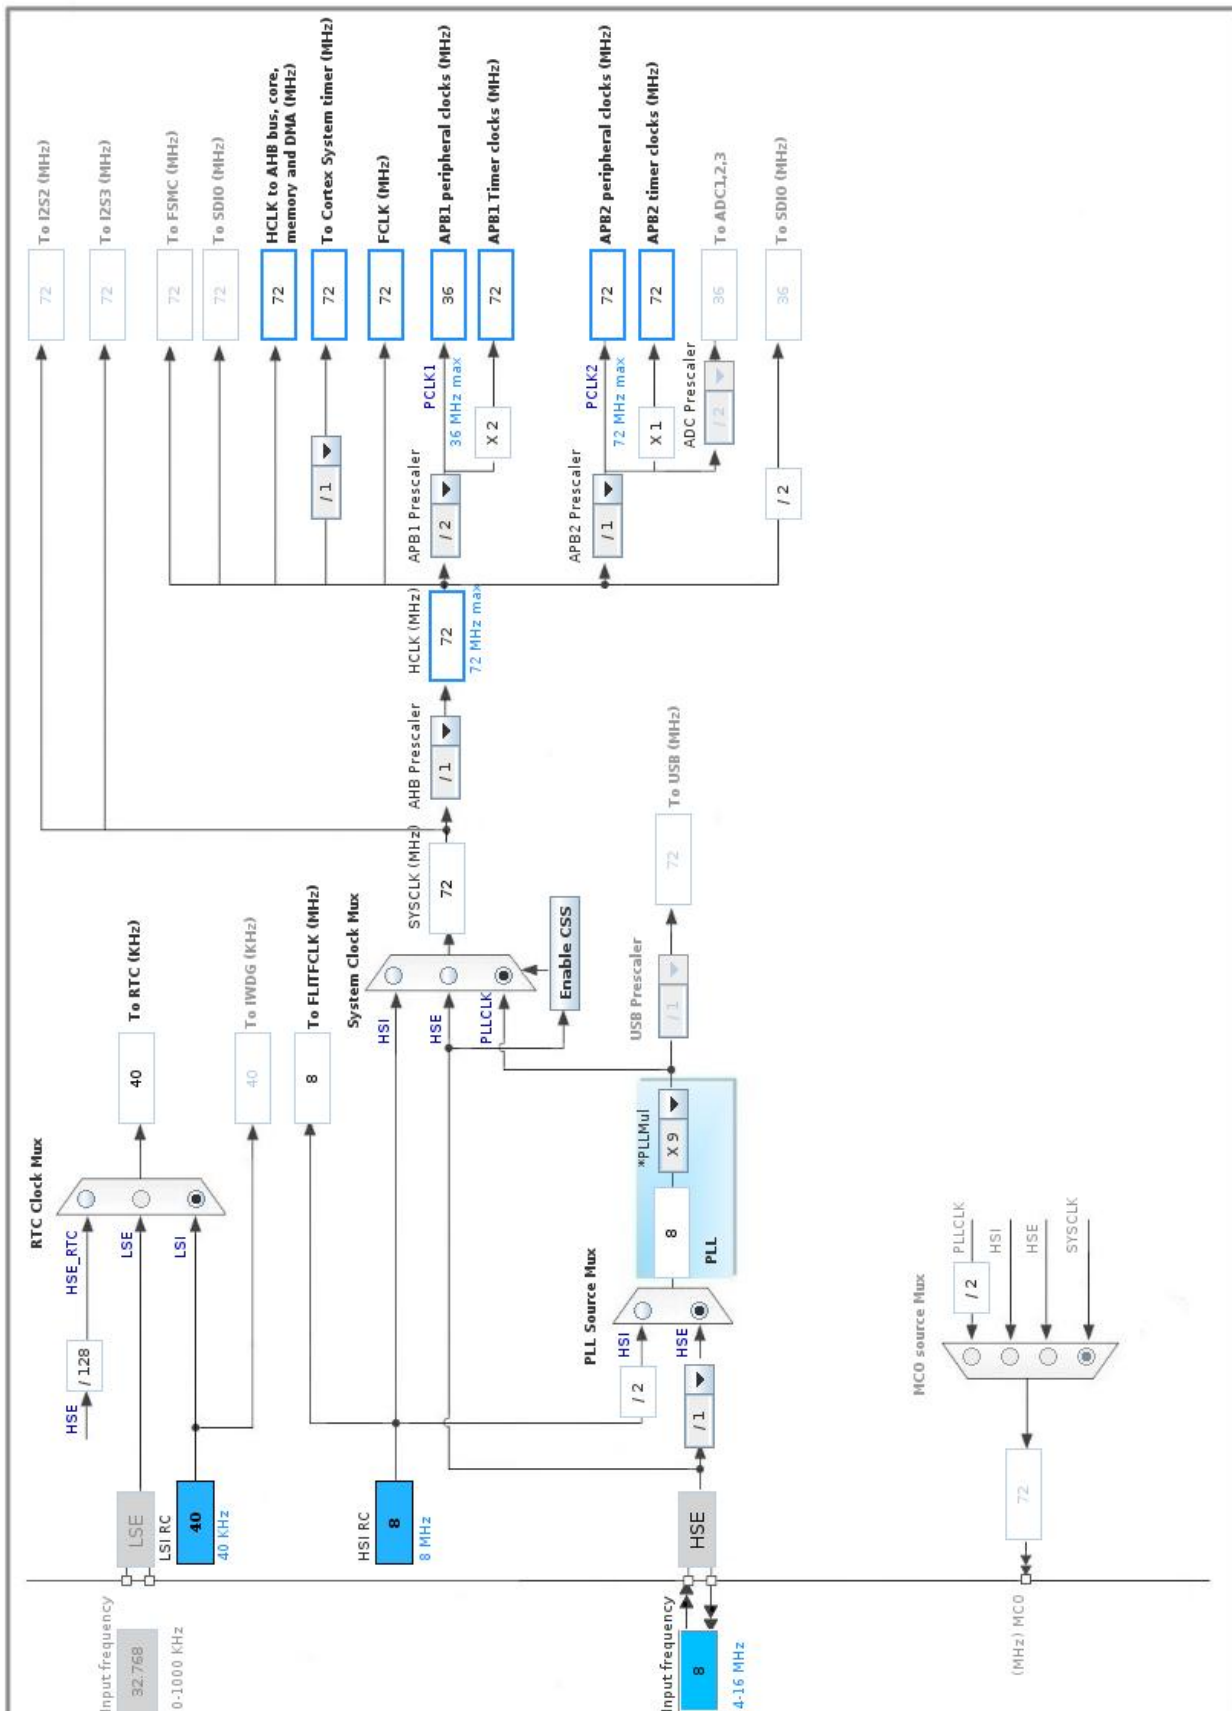 Input frequency
32.768
0-1000 KHz
LSE
LSI RC
40
40 KHz
HSE
/ 128
HSE_RTC
LSE
LSI
RTC Clock Mux
40
To RTC (KHz)
40
To IWDG (KHz)
8
To FLITFCLK (MHz)
HSI RC
8
8 MHz
System Clock Mux
HSI
HSE
PLLCLK
Enable CSS
SYSCLK (MHz)
72
AHB Prescaler
/ 1
HCLK (MHz)
72
72 MHz max
72
To I2S2 (MHz)
72
To I2S3 (MHz)
72
To FSMC (MHz)
72
To SDIO (MHz)
72
HCLK to AHB bus, core,
memory and DMA (MHz)
/ 1
72
To Cortex System timer (MHz)
72
FCLK (MHz)
APB1 Prescaler
/ 2
PCLK1
36 MHz max
36
APB1 peripheral clocks (MHz)
X 2
72
APB1 Timer clocks (MHz)
APB2 Prescaler
/ 1
PCLK2
72 MHz max
72
APB2 peripheral clocks (MHz)
X 1
72
APB2 timer clocks (MHz)
ADC Prescaler
/ 2
36
To ADC1,2,3
/ 2
36
To SDIO (MHz)
Input frequency
8
4-16 MHz
HSE
/ 1
/ 2
PLL Source Mux
HSI
HSE
8
*PLLMul
X 9
PLL
USB Prescaler
/ 1
72
To USB (MHz)
(MHz) MCO
72
MCO source Mux
/ 2
PLLCLK
HSI
HSE
SYSCLK